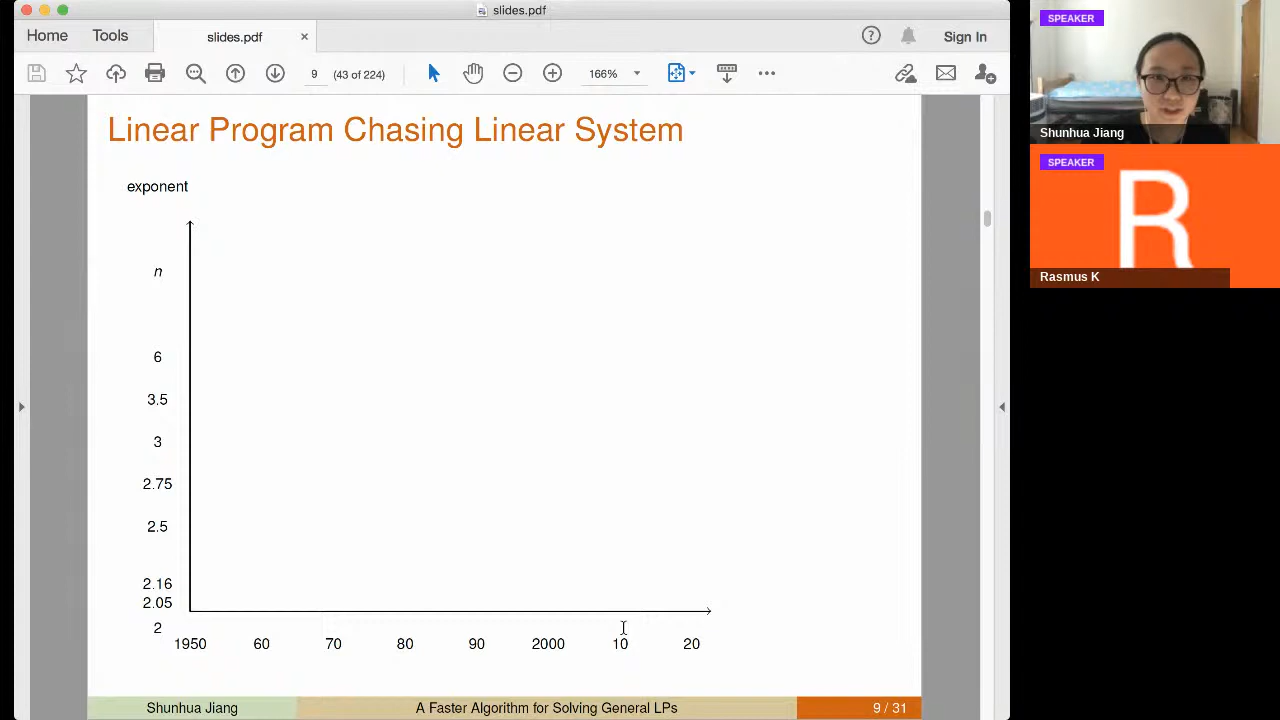 slides.pdf
Home
Tools
slides.pdf
×
Sign In
9
(43 of 224)
166%
Linear Program Chasing Linear System
exponent
n
6
3.5
3
2.75
2.5
2.16
2.05
2
1950 60 70 80 90 2000 10 20
Shunhua Jiang
A Faster Algorithm for Solving General LPs
9 / 31
SPEAKER
Shunhua Jiang
SPEAKER
R
Rasmus K